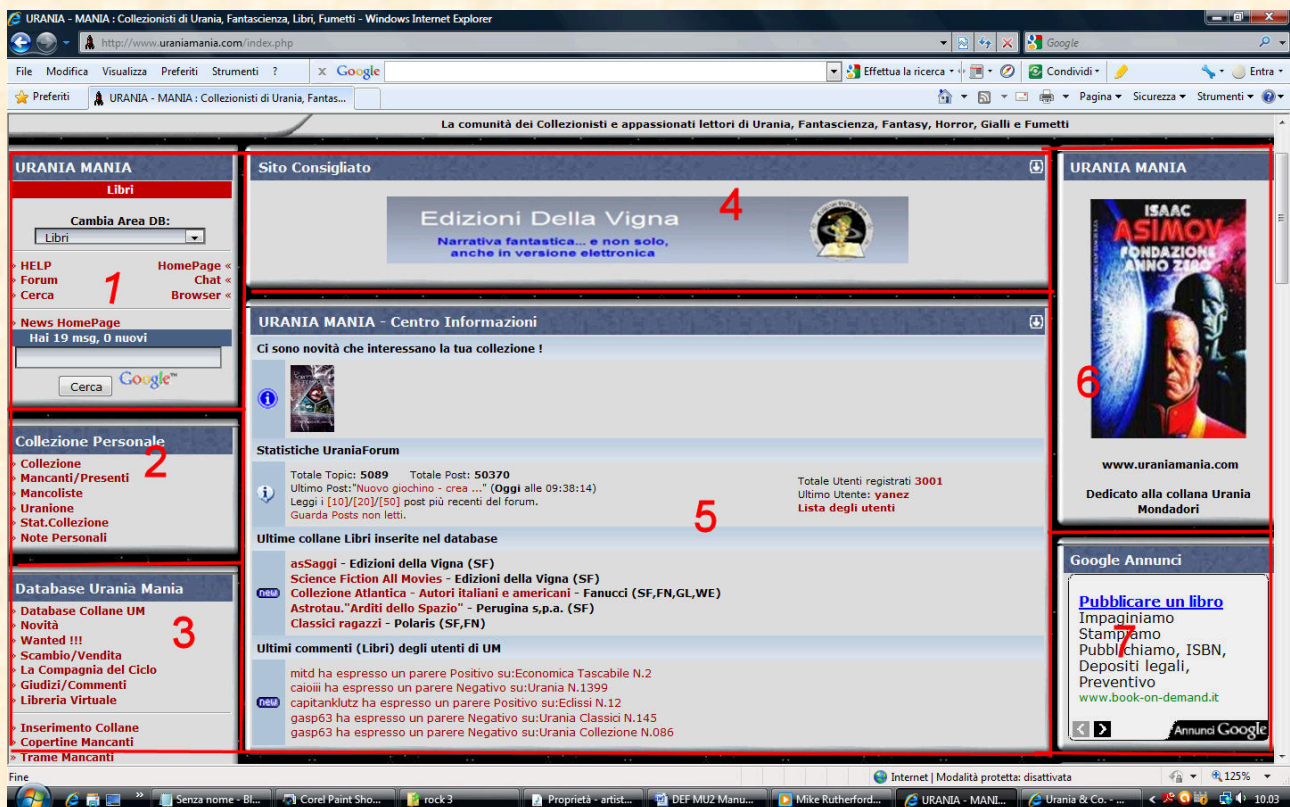 URANIA - MANIA : Collezionisti di Urania, Fantascienza, Libri, Fumetti - Windows Internet Explorer
http://www.uraniamania.com/index.php
Google
File Modifica Visualizza Preferiti Strumenti ?
x Google
Effettua la ricerca
Condividi
Entra
Preferiti
URANIA - MANIA : Collezionisti di Urania, Fantas...
Pagina Sicurezza Strumenti
La comunità dei Collezionisti e appassionati lettori di Urania, Fantascienza, Fantasy, Horror, Gialli e Fumetti
URANIA MANIA
Libri
Cambia Area DB:
Libri
» HELP HomePage «
» Forum Chat «
» Cerca Browser «
1
» News HomePage
Hai 19 msg, 0 nuovi
Cerca Google™
Collezione Personale
2
» Collezione
» Mancanti/Presenti
» Mancoliste
» Uranione
» Stat.Collezione
» Note Personali
Database Urania Mania
3
» Database Collane UM
» Novità
» Wanted !!!
» Scambio/Vendita
» La Compagnia del Ciclo
» Giudizi/Commenti
» Libreria Virtuale
» Inserimento Collane
» Copertine Mancanti
» Trame Mancanti
Sito Consigliato
4
Edizioni Della Vigna
Narrativa fantastica... e non solo,
anche in versione elettronica
URANIA MANIA - Centro Informazioni
Ci sono novità che interessano la tua collezione !
Statistiche UraniaForum
Totale Topic: 5089 Totale Post: 50370
Ultimo Post:"Nuovo giochino - crea ..." (Oggi alle 09:38:14)
Leggi i [10]/[20]/[50] post più recenti del forum.
Guarda Posts non letti.
Totale Utenti registrati 3001
Ultimo Utente: yanez
Lista degli utenti
5
Ultime collane Libri inserite nel database
new
asSaggi - Edizioni della Vigna (SF)
Science Fiction All Movies - Edizioni della Vigna (SF)
Collezione Atlantica - Autori italiani e americani - Fanucci (SF,FN,GL,WE)
Astrotau."Arditi dello Spazio" - Perugina s,p.a. (SF)
Classici ragazzi - Polaris (SF,FN)
Ultimi commenti (Libri) degli utenti di UM
new
mitd ha espresso un parere Positivo su:Economica Tascabile N.2
caioiii ha espresso un parere Negativo su:Urania N.1399
capitanklutz ha espresso un parere Positivo su:Eclissi N.12
gasp63 ha espresso un parere Negativo su:Urania Classici N.145
gasp63 ha espresso un parere Negativo su:Urania Collezione N.086
URANIA MANIA
ISAAC
ASIMOV
FONDAZIONE
ANNO ZERO
6
www.uraniamania.com
Dedicato alla collana Urania
Mondadori
Google Annunci
7
Pubblicare un libro
Impaginiamo
Stampiamo
Pubblichiamo, ISBN,
Depositi legali,
Preventivo
www.book-on-demand.it
Annunci Google
Fine
Internet | Modalità protetta: disattivata
125%
Senza nome - Bl...
Corel Paint Sho...
rock 3
Proprietà - artist...
DEF MU2 Manu...
Mike Rutherford...
URANIA - MANI...
Urania & Co. - ...
10.03